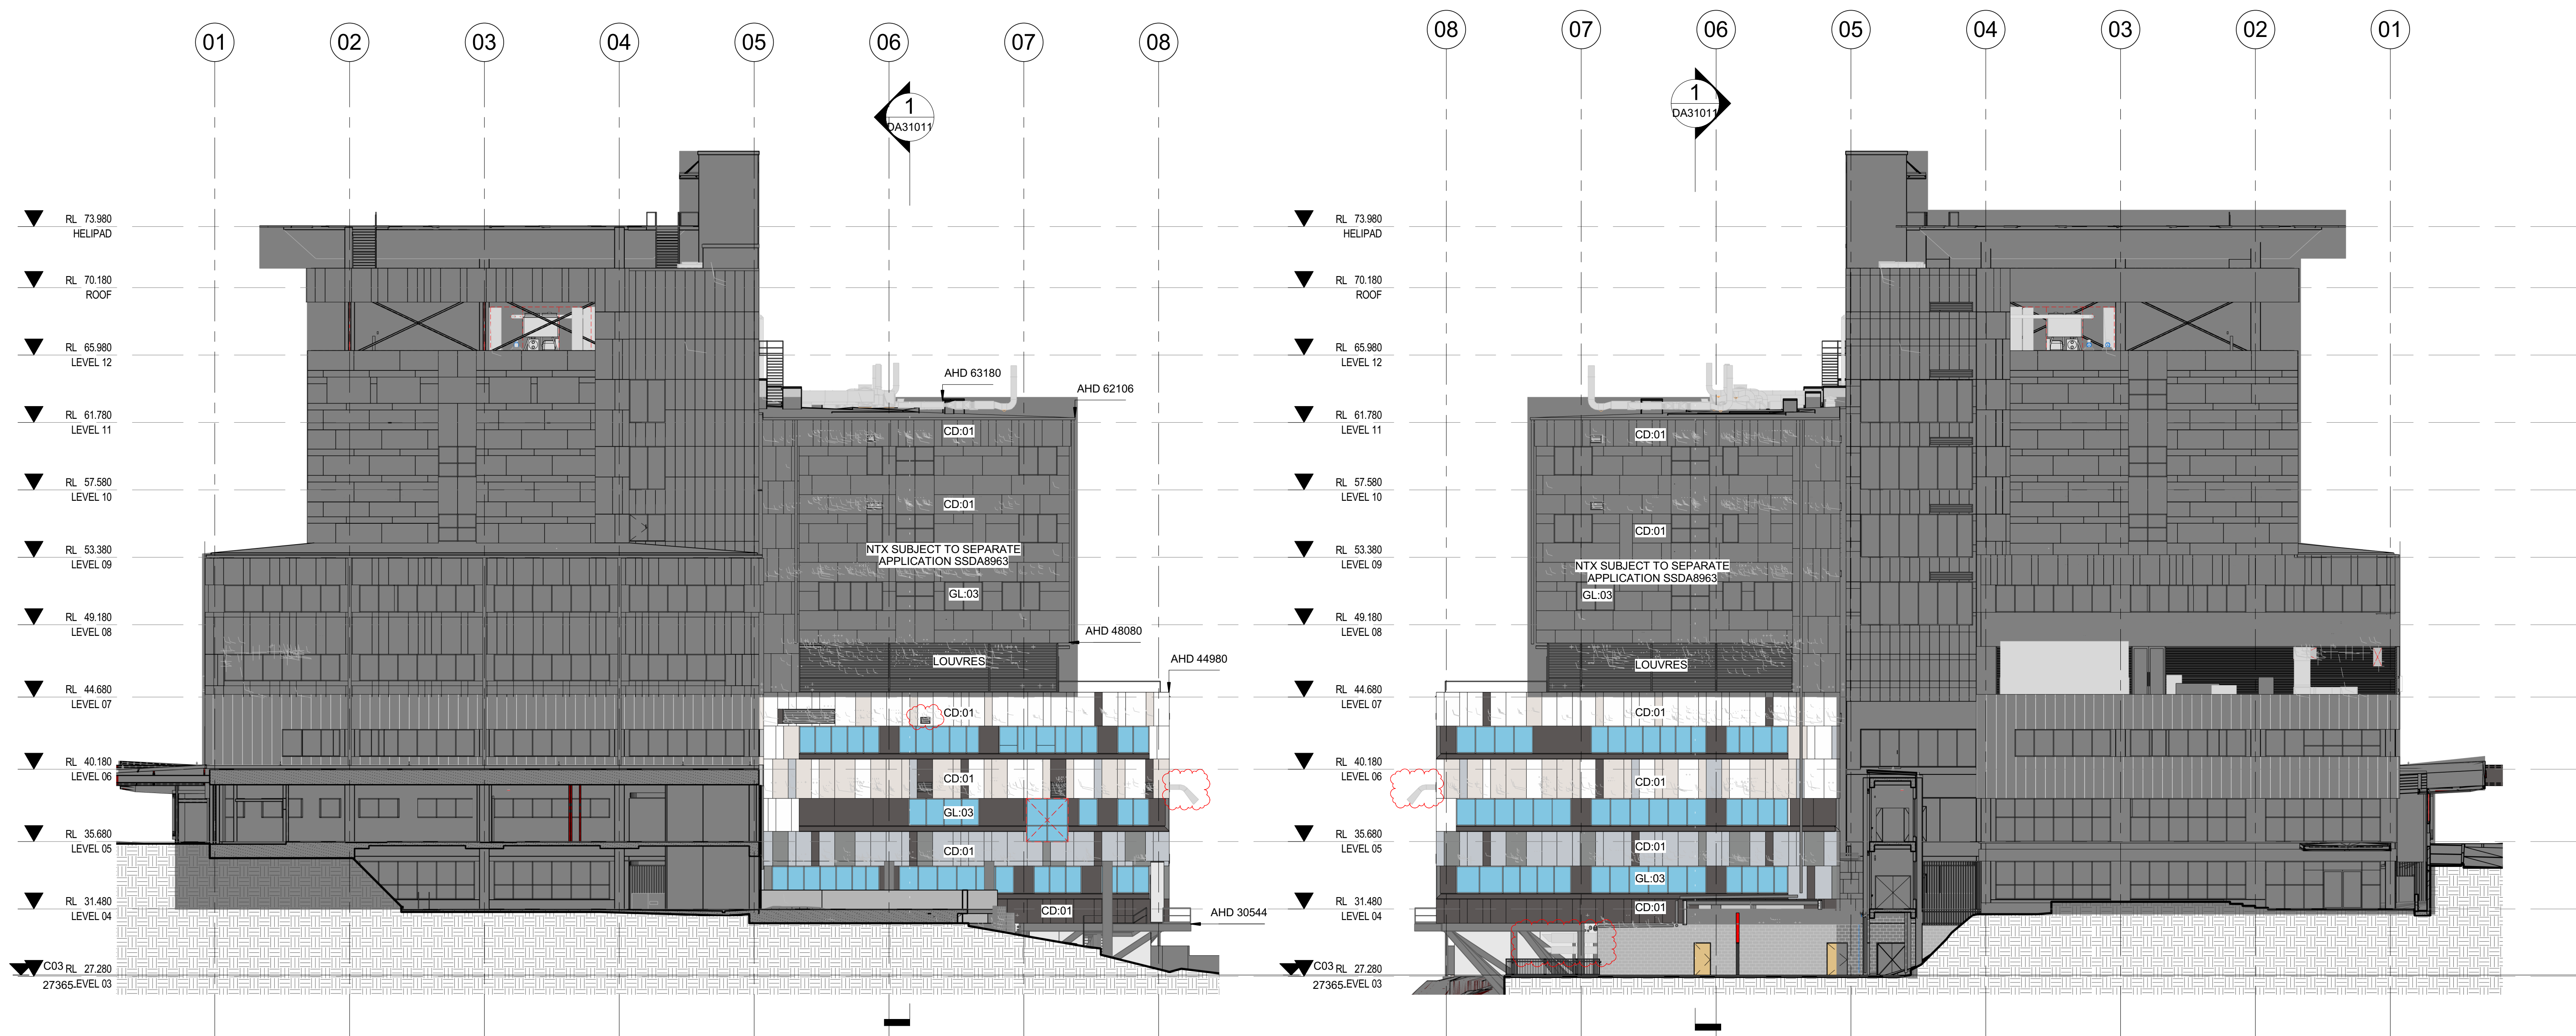 01 02 03 04 05 06 07 08
08 07 06 05 04 03 02 01
1
DA31011
1
DA31011
RL 73.980
HELIPAD
RL 70.180
ROOF
RL 65.980
LEVEL 12
RL 61.780
LEVEL 11
RL 57.580
LEVEL 10
RL 53.380
LEVEL 09
RL 49.180
LEVEL 08
RL 44.680
LEVEL 07
RL 40.180
LEVEL 06
RL 35.680
LEVEL 05
RL 31.480
LEVEL 04
C03 RL 27.280
27365 LEVEL 03
AHD 63180
AHD 62106
CD:01
CD:01
NTX SUBJECT TO SEPARATE
APPLICATION SSDA8963
GL:03
AHD 48080
LOUVRES
AHD 44980
CD:01
CD:01
GL:03
CD:01
CD:01
AHD 30544
RL 73.980
HELIPAD
RL 70.180
ROOF
RL 65.980
LEVEL 12
RL 61.780
LEVEL 11
RL 57.580
LEVEL 10
RL 53.380
LEVEL 09
RL 49.180
LEVEL 08
RL 44.680
LEVEL 07
RL 40.180
LEVEL 06
RL 35.680
LEVEL 05
RL 31.480
LEVEL 04
C03 RL 27.280
27365 LEVEL 03
CD:01
CD:01
NTX SUBJECT TO SEPARATE
APPLICATION SSDA8963
GL:03
LOUVRES
CD:01
CD:01
CD:01
GL:03
CD:01